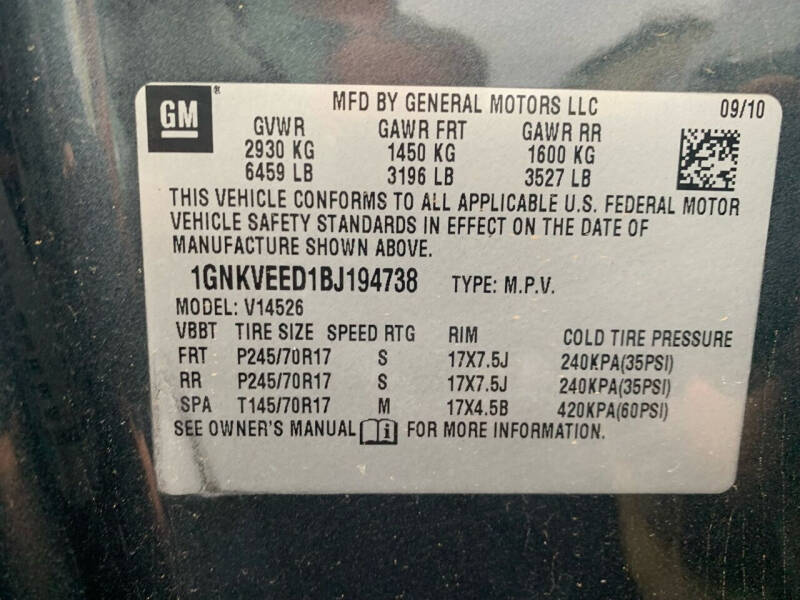 GM ® MFD BY GENERAL MOTORS LLC 09/10
GVWR GAWR FRT GAWR RR
2930 KG 1450 KG 1600 KG
6459 LB 3196 LB 3527 LB
THIS VEHICLE CONFORMS TO ALL APPLICABLE U.S. FEDERAL MOTOR
VEHICLE SAFETY STANDARDS IN EFFECT ON THE DATE OF
MANUFACTURE SHOWN ABOVE.
1GNKVEED1BJ194738 TYPE: M.P.V.
MODEL: V14526
VBBT TIRE SIZE SPEED RTG RIM COLD TIRE PRESSURE
FRT P245/70R17 S 17X7.5J 240KPA(35PSI)
RR P245/70R17 S 17X7.5J 240KPA(35PSI)
SPA T145/70R17 M 17X4.5B 420KPA(60PSI)
SEE OWNER'S MANUAL i FOR MORE INFORMATION.